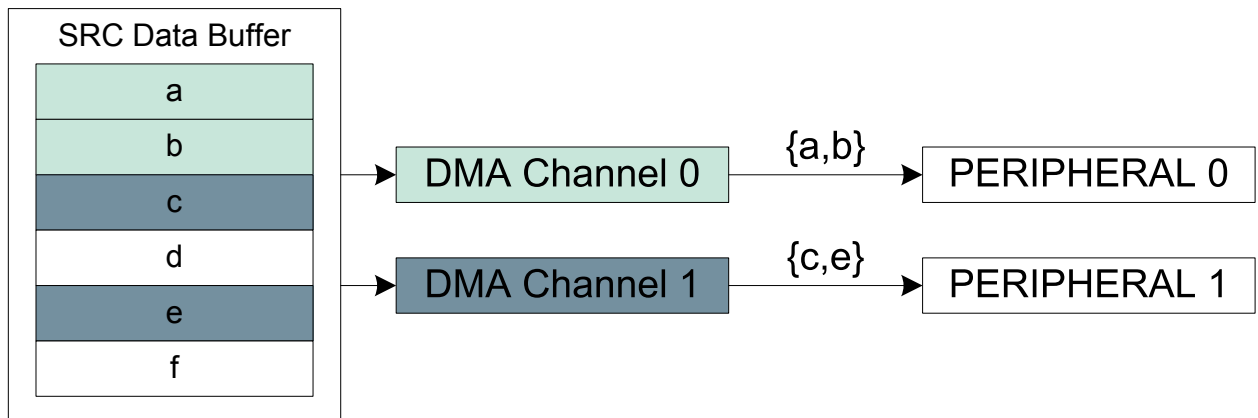 SRC Data Buffer
a
b
c
d
e
f
DMA Channel 0
{a,b}
PERIPHERAL 0
DMA Channel 1
{c,e}
PERIPHERAL 1